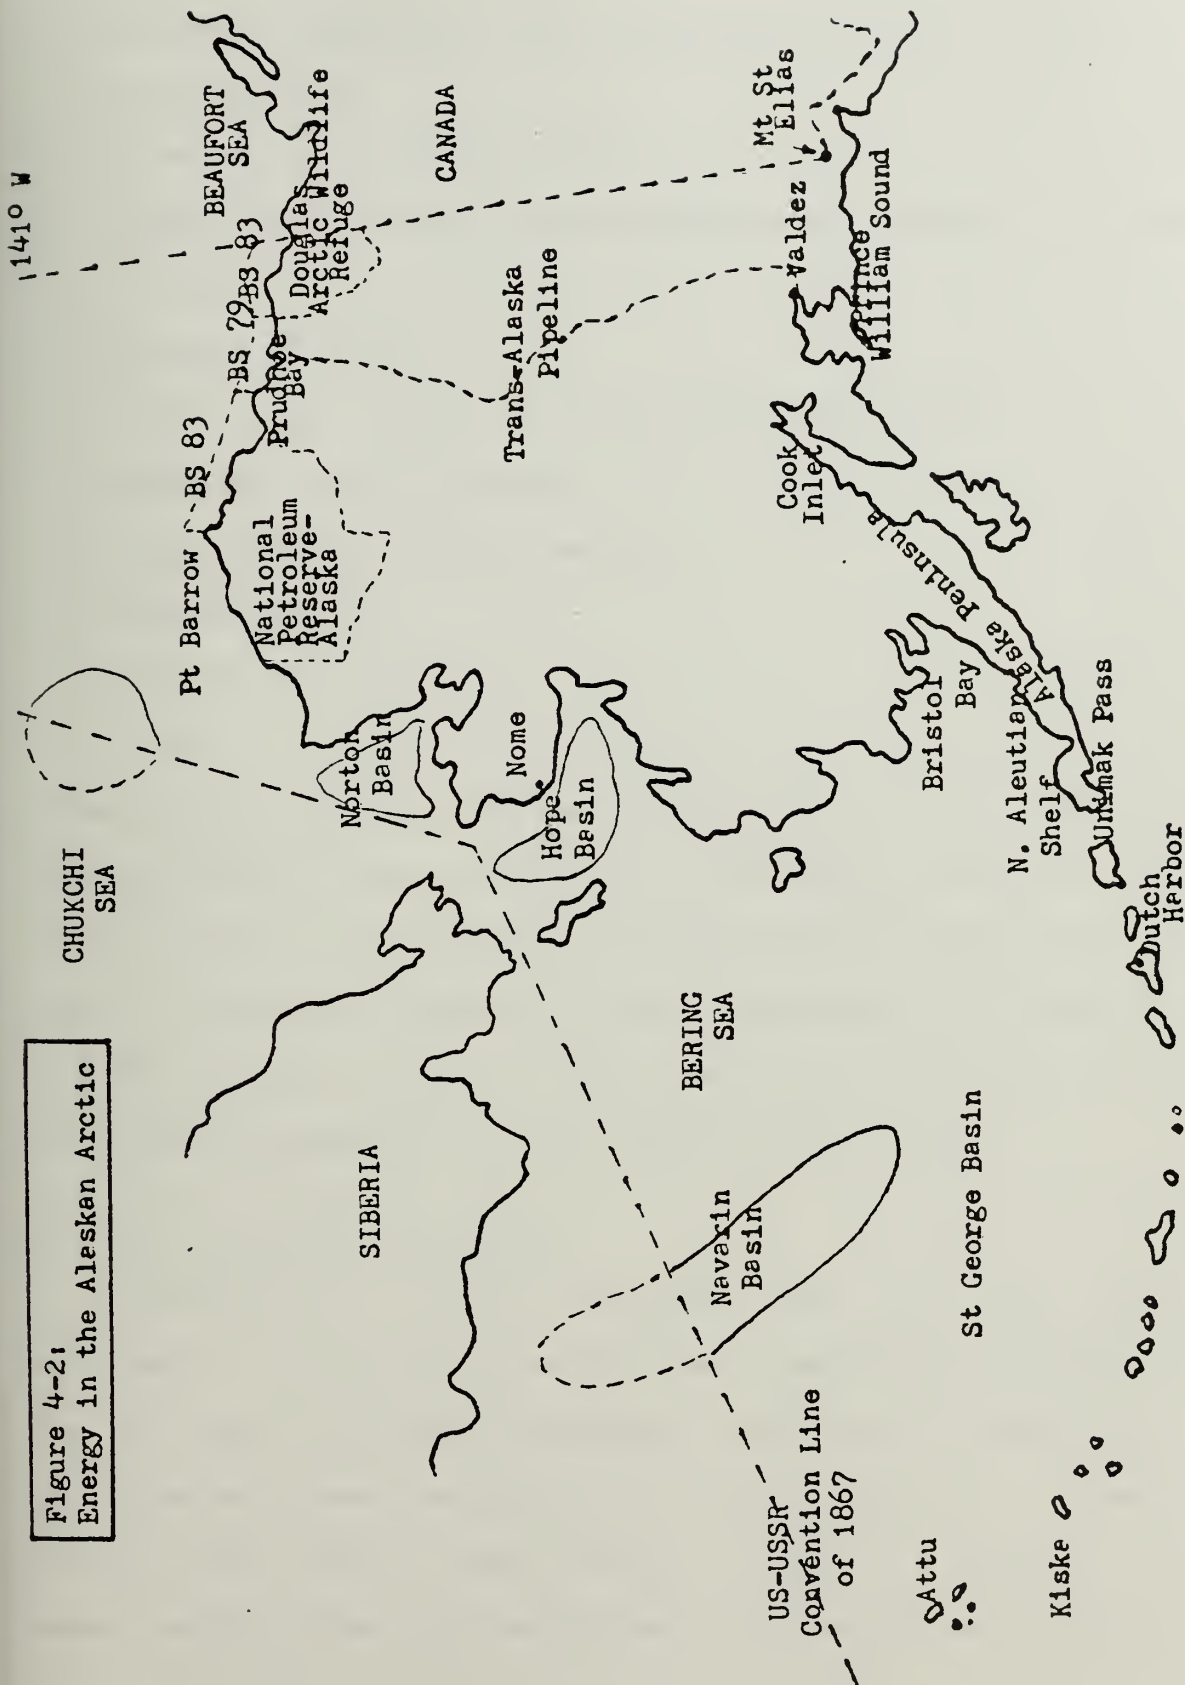 Figure 4-2:
Energy in the Alaskan Arctic
141° W
BEAUFORT
SEA
CHUKCHI
SEA
Pt Barrow
BS 83
BS 79
BS 83
Prudhoe
Bay
Douglas
Arctic Wildlife
Refuge
National
Petroleum
Reserve-
Alaska
CANADA
SIBERIA
Norton
Basin
Nome
Hope
Basin
Trans-Alaska
Pipeline
Mt St
Elias
Valdez
Prince
William Sound
Cook
Inlet
Alaska Peninsula
Bristol
Bay
BERING
SEA
Navarin
Basin
US-USSR
Convention Line
of 1867
N. Aleutian
Shelf
Unimak Pass
St George Basin
Dutch
Harbor
Attu
Kiska